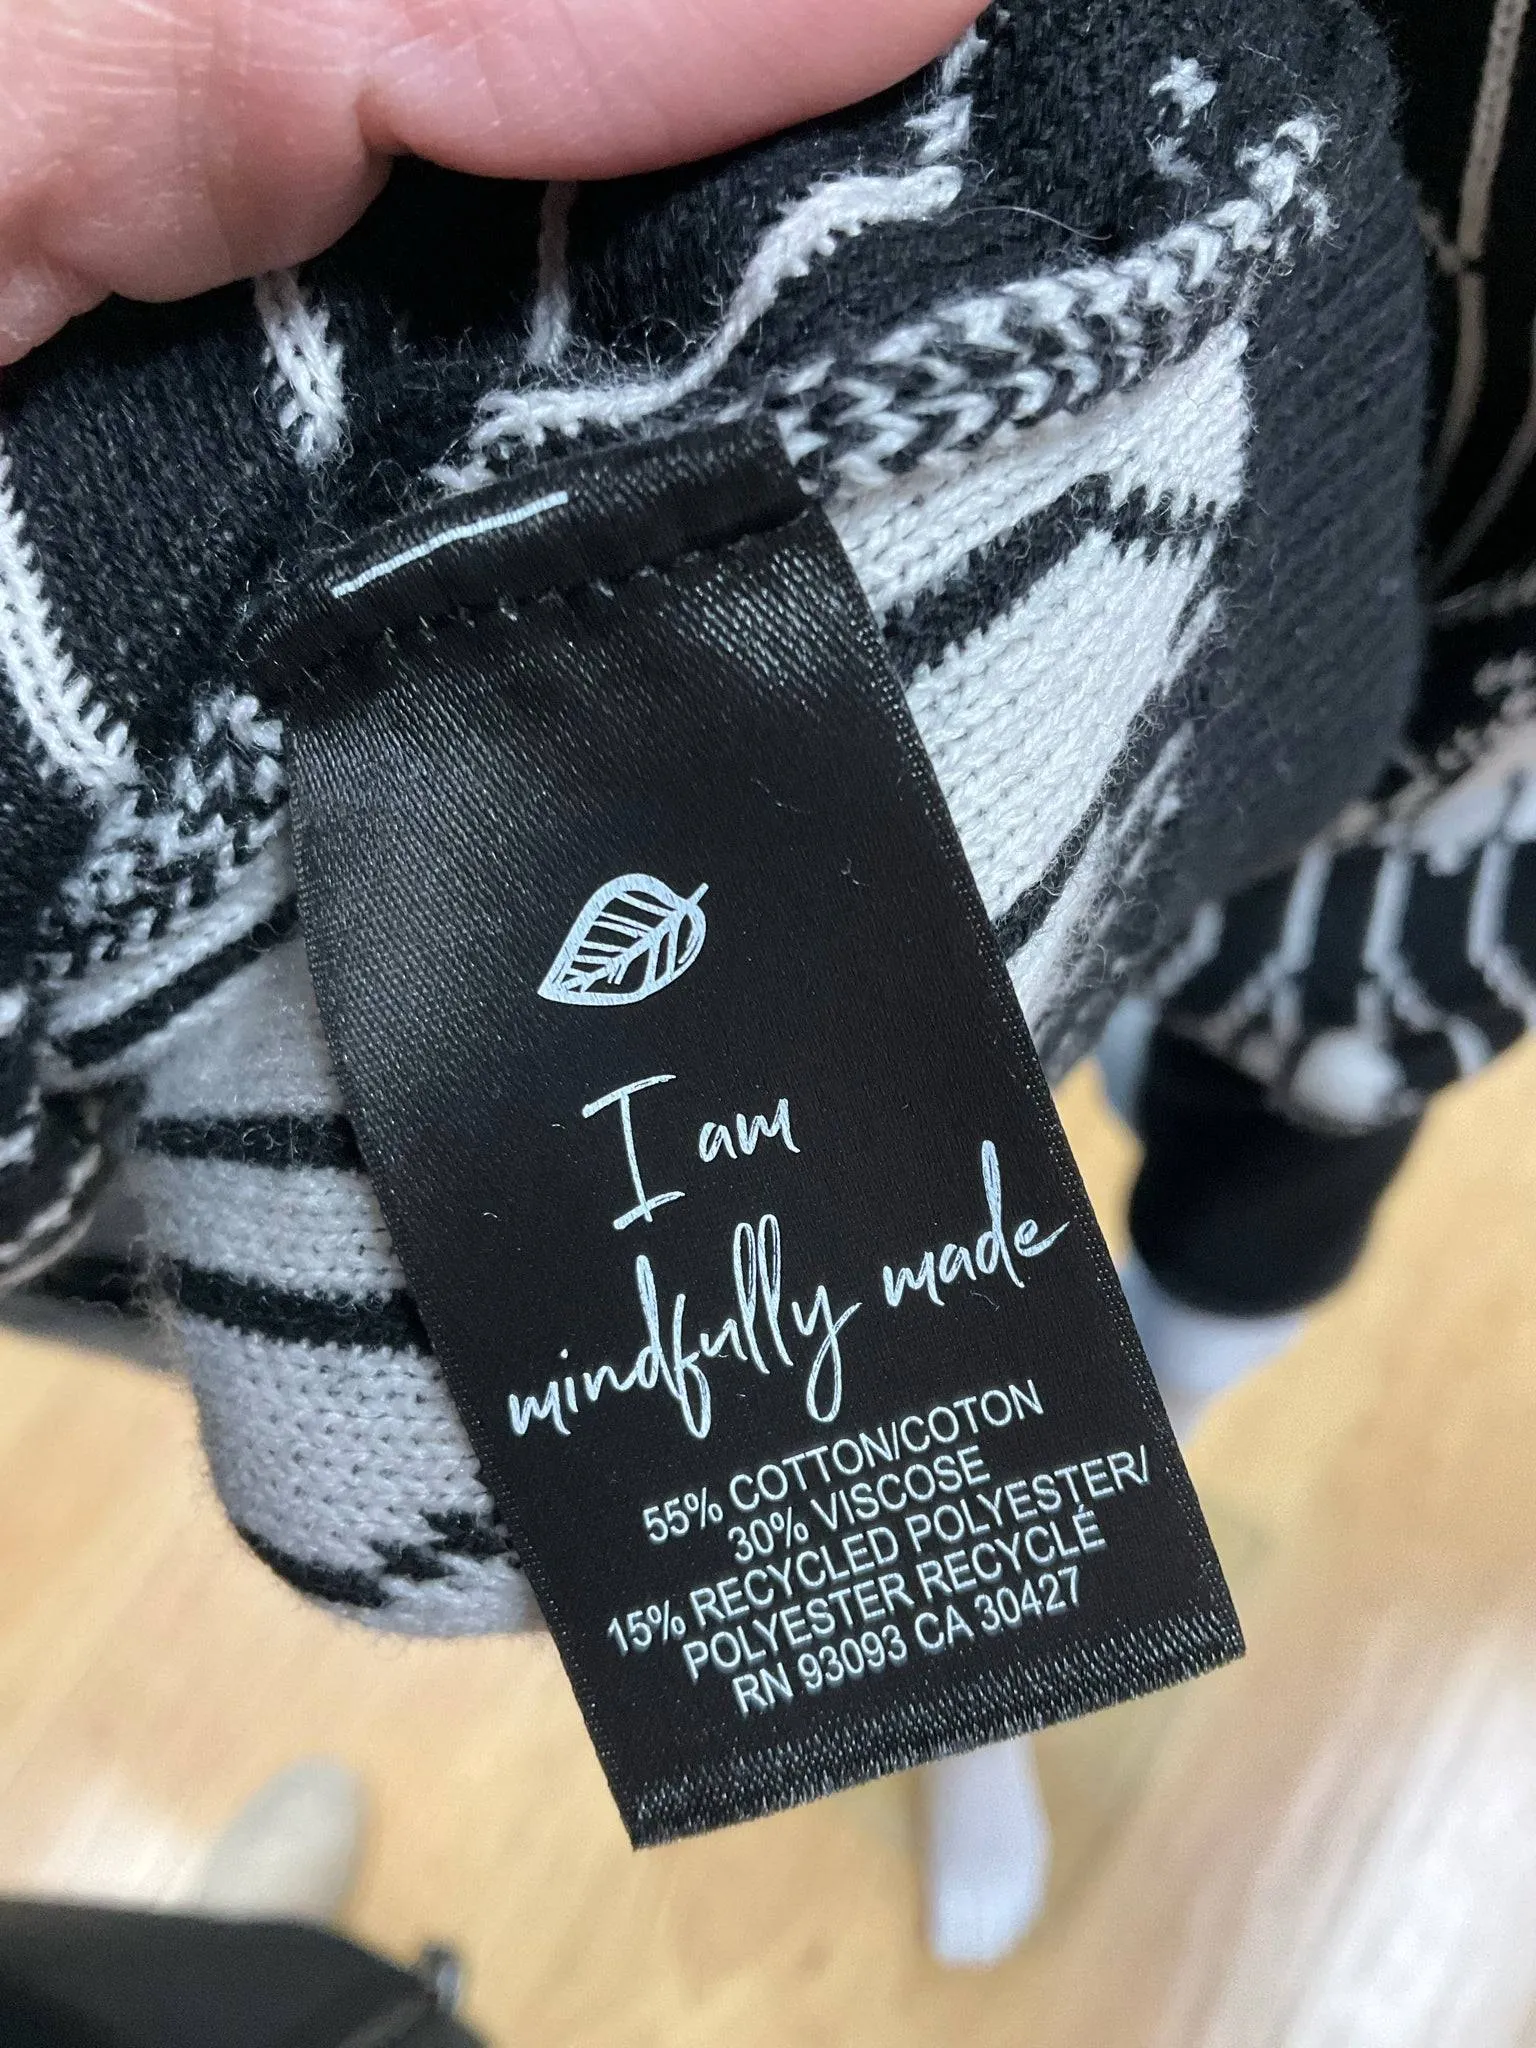 I am
mindfully made
55% COTTON/COTON
30% VISCOSE
15% RECYCLED POLYESTER/
POLYESTER RECYCLÉ
RN 93093 CA 30427